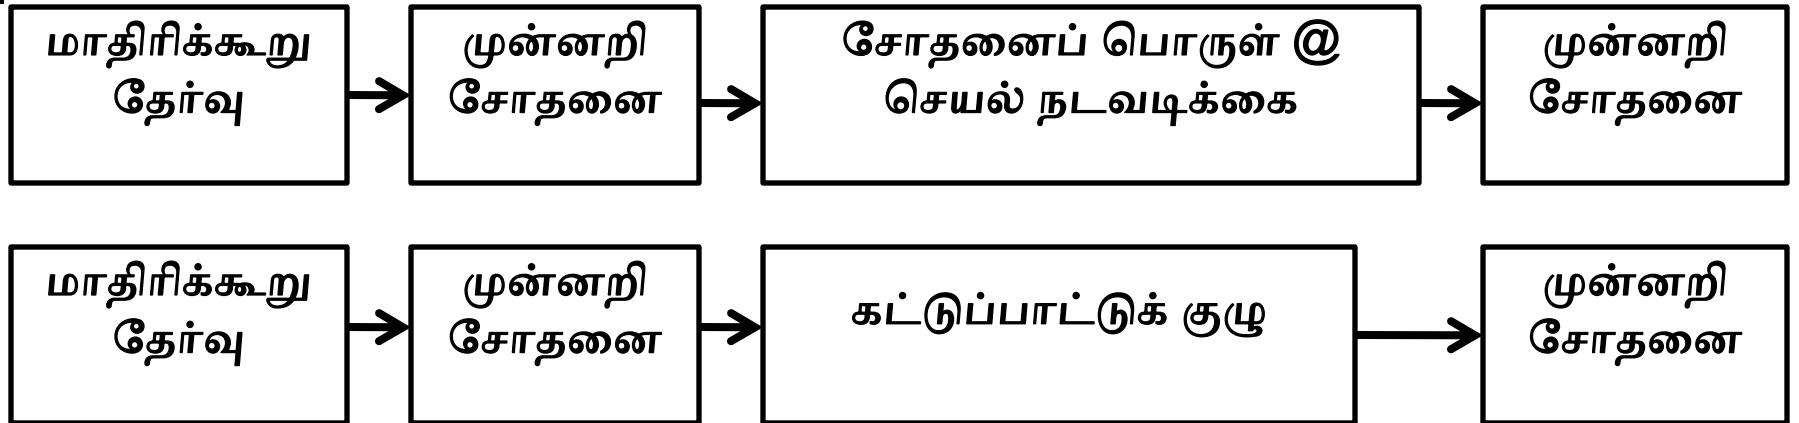 மாதிரிக்கூறு
தேர்வு
முன்னறி
சோதனை
சோதனைப் பொருள் @
செயல் நடவடிக்கை
முன்னறி
சோதனை
மாதிரிக்கூறு
தேர்வு
முன்னறி
சோதனை
கட்டுப்பாட்டுக் குழு
முன்னறி
சோதனை